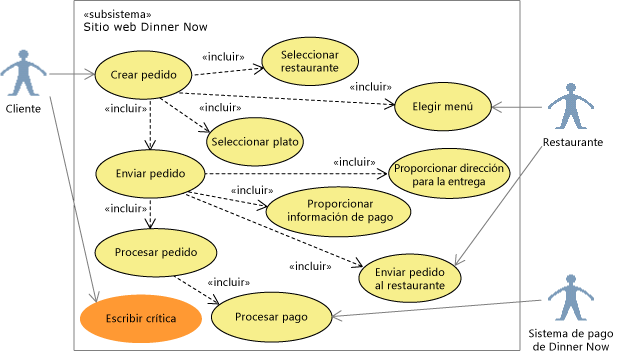 «subsistema»
Sitio web Dinner Now
Cliente
Crear pedido
«incluir»
Seleccionar
restaurante
«incluir»
Elegir menú
Restaurante
«incluir»
«incluir»
Seleccionar plato
Enviar pedido
«incluir»
Proporcionar dirección
para la entrega
«incluir»
Proporcionar
información de pago
«incluir»
Procesar pedido
«incluir»
Enviar pedido
al restaurante
«incluir»
Escribir crítica
Procesar pago
Sistema de pago
de Dinner Now